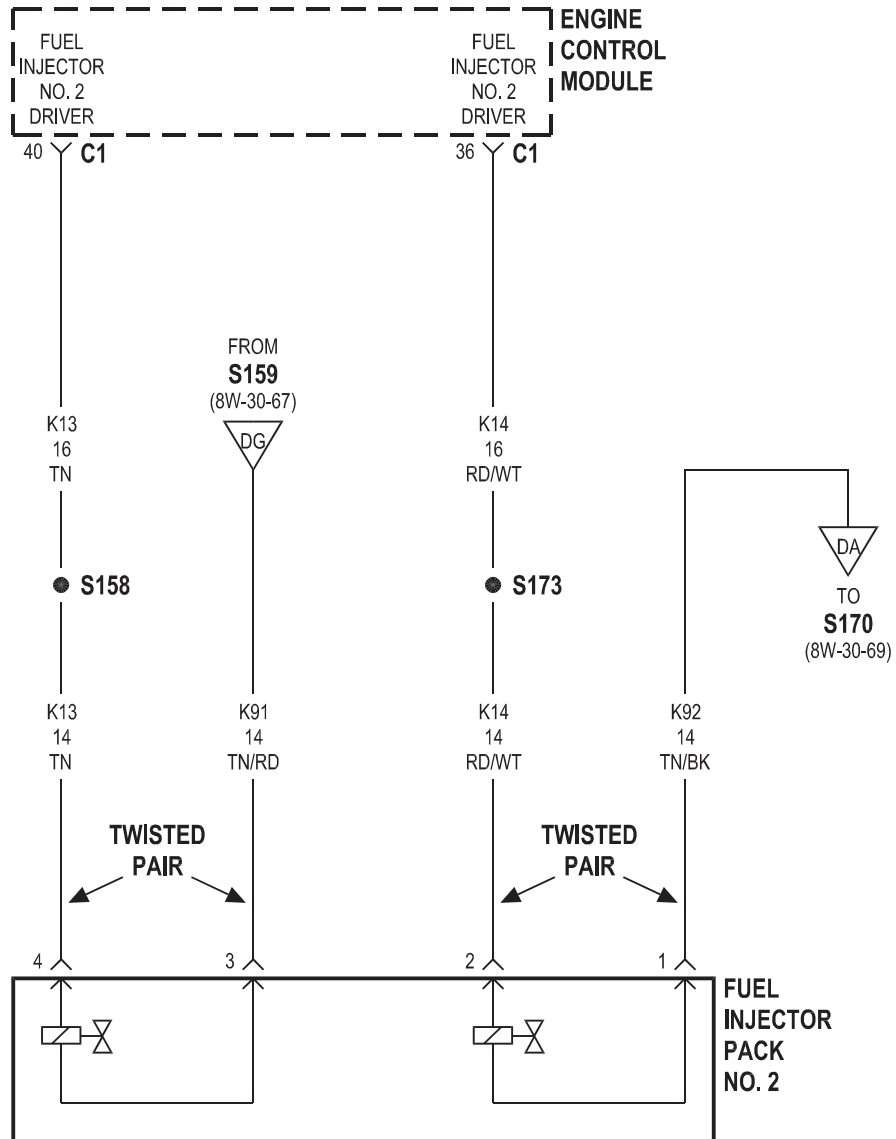 ENGINE
CONTROL
MODULE
FUEL
INJECTOR
NO. 2
DRIVER
FUEL
INJECTOR
NO. 2
DRIVER
40
C1
36
C1
FROM
S159
(8W-30-67)
DG
K13
16
TN
K14
16
RD/WT
DA
TO
S170
(8W-30-69)
S158
S173
K13
14
TN
K91
14
TN/RD
K14
14
RD/WT
K92
14
TN/BK
TWISTED
PAIR
TWISTED
PAIR
4
3
2
1
FUEL
INJECTOR
PACK
NO. 2